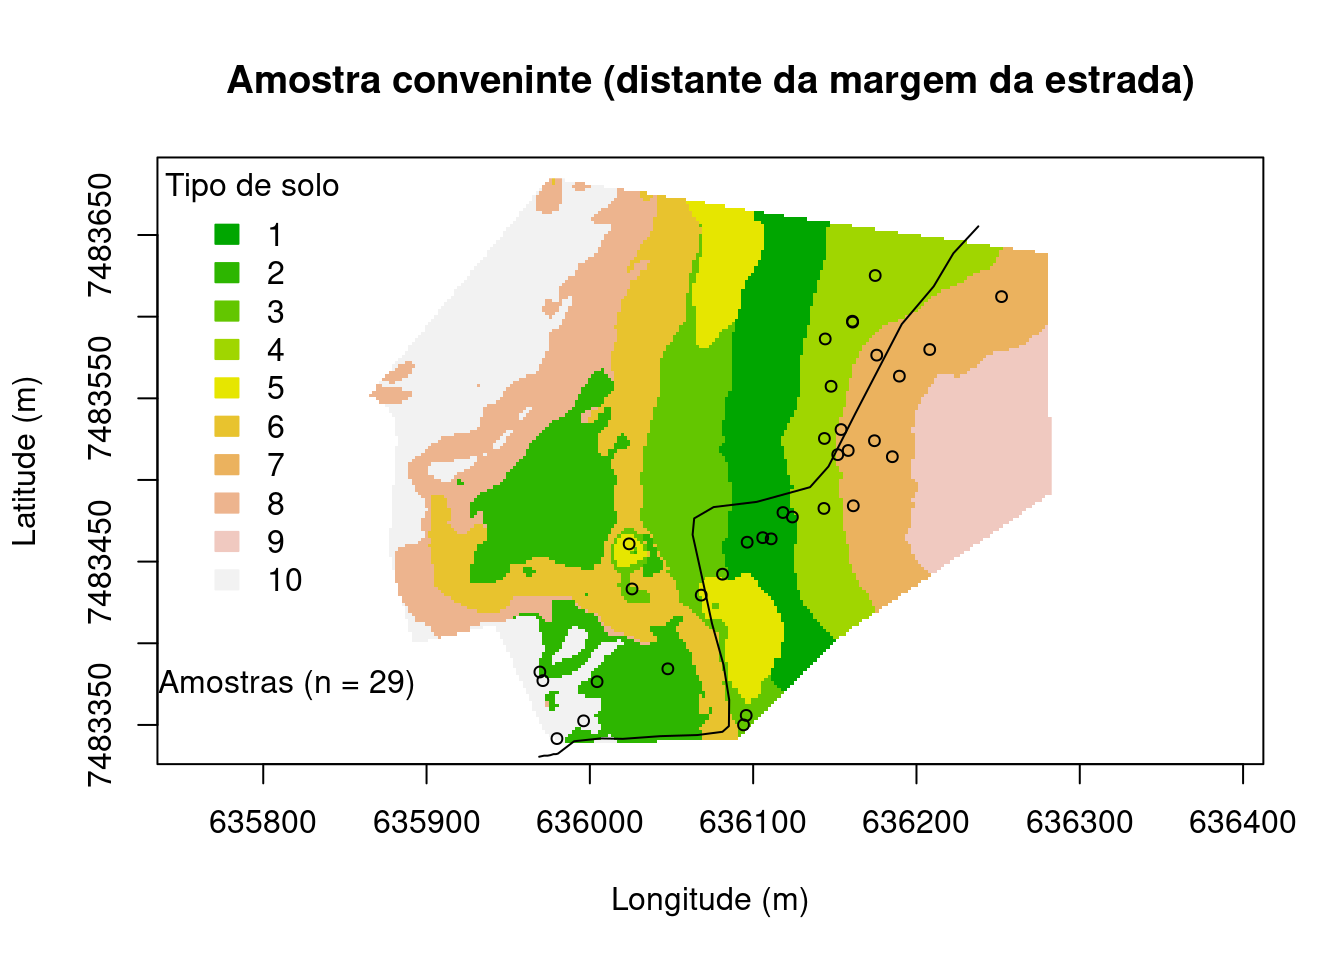 Amostra conveninte (distante da margem da estrada)
Tipo de solo
1
2
3
4
5
6
7
8
9
10
Amostras (n = 29)
Latitude (m)
7483650
7483550
7483450
7483350
635800 635900 636000 636100 636200 636300 636400
Longitude (m)